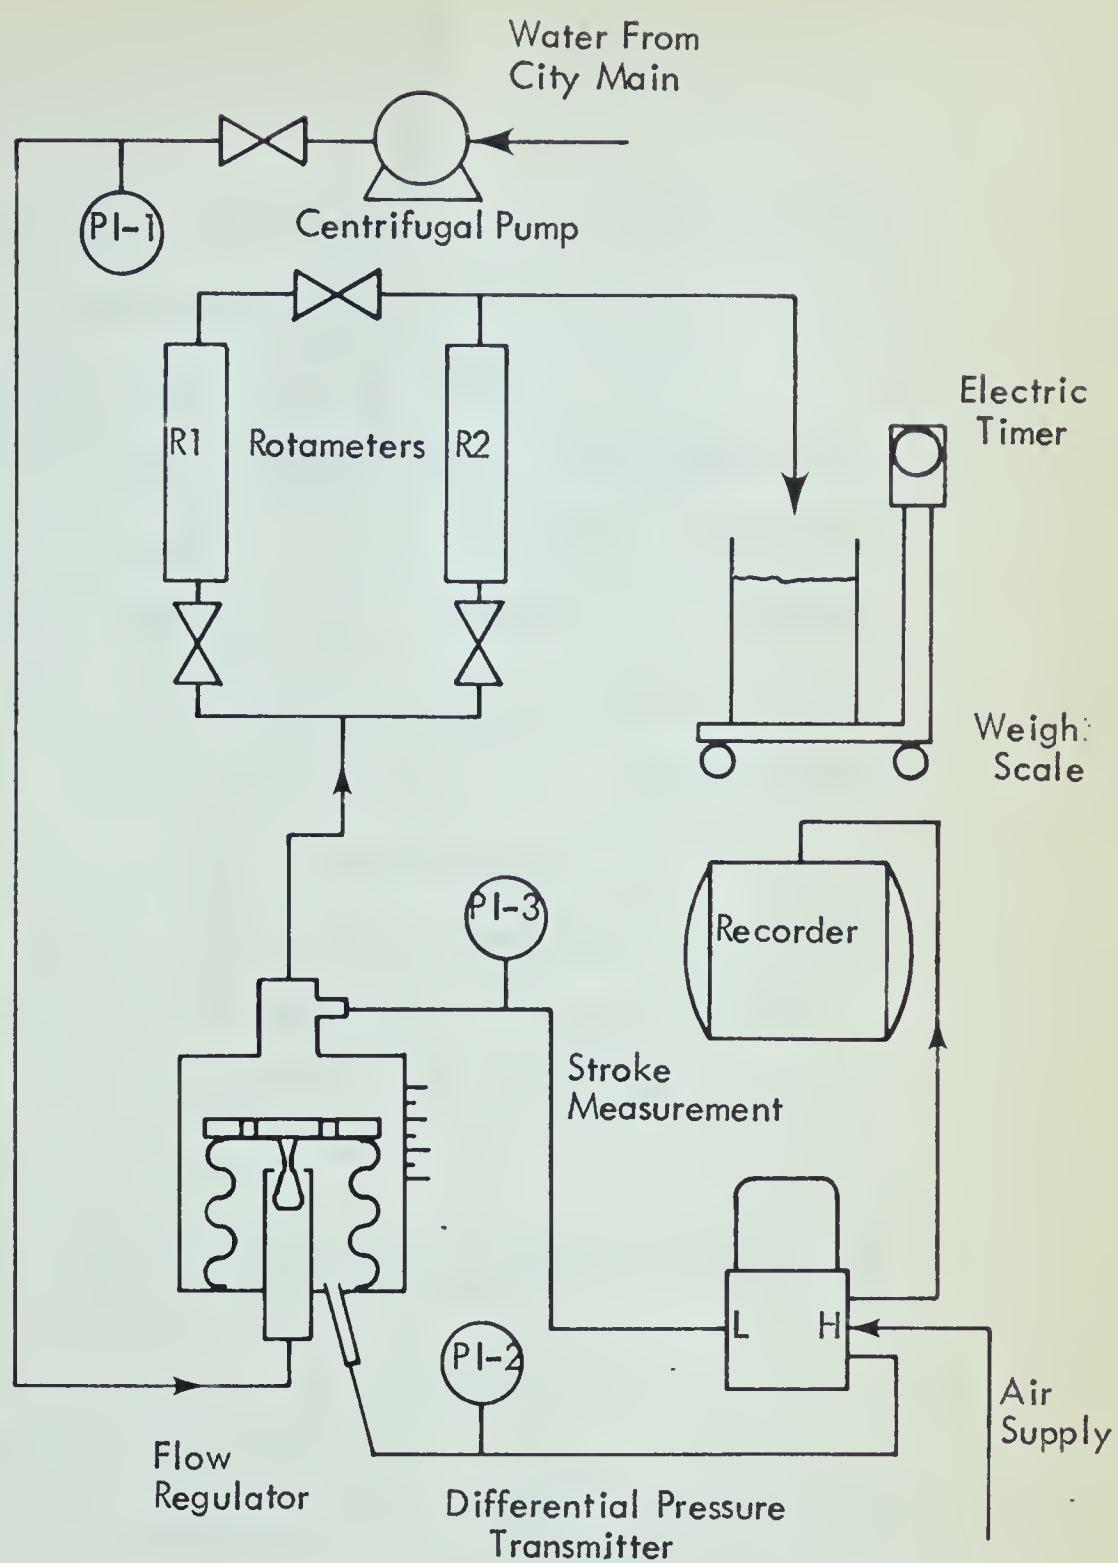 Water From
City Main
PI-1
Centrifugal Pump
R1
Rotameters
R2
Electric
Timer
Scale
PI-3
Recorder
Stroke
Measurement
L
H
PI-2
Air
Supply
Flow
Regulator
Differential Pressure
Transmitter